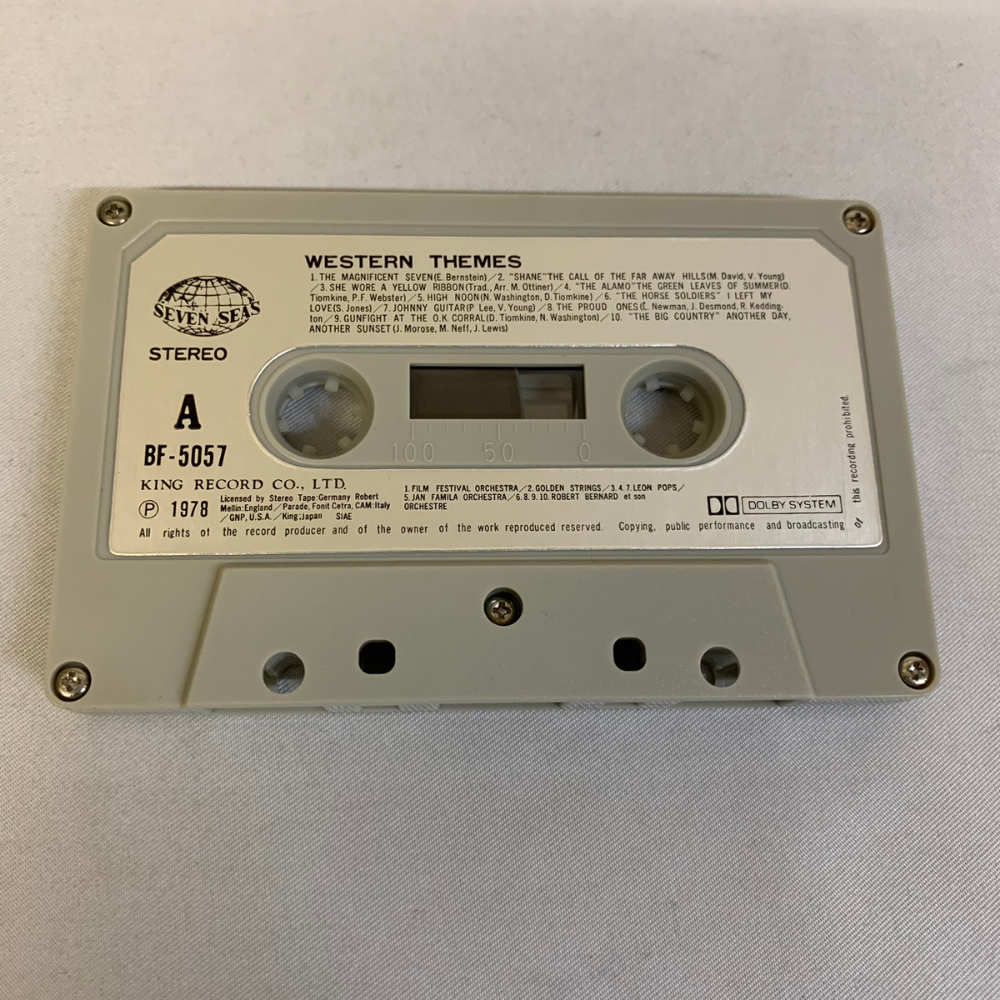 WESTERN THEMES
1. THE MAGNIFICENT SEVEN(E. Bernstein)／2. "SHANE"THE CALL OF THE FAR AWAY HILLS(M. David, V. Young)
／3. SHE WORE A YELLOW RIBBON(Trad., Arr. M. Ottiner)／4. "THE ALAMO"THE GREEN LEAVES OF SUMMER(D.
Tiomkine, P.F. Webster)／5. HIGH NOON(N. Washington, D. Tiomkine)／6. "THE HORSE SOLDIERS" I LEFT MY
LOVE(S. Jones)／7. JOHNNY GUITAR(P Lee, V. Young)／8. THE PROUD ONES(L. Newman, J. Desmond, R. Kedding-
ton／9. GUNFIGHT AT THE O.K. CORRAL(D. Tiomkine, N. Washington)／10. "THE BIG COUNTRY" ANOTHER DAY,
ANOTHER SUNSET(J. Morose, M. Neff, J. Lewis)
SEVEN SEAS
STEREO
A
BF-5057
100 50 0
KING RECORD CO., LTD.
Ⓟ 1978
Licensed by Stereo Tape:Germany Robert
Mellin:England／Parade, Fonit Cetra, CAM:Italy
／GNP, U.S.A.／King:Japan SIAE
1. FILM FESTIVAL ORCHESTRA／2. GOLDEN STRINGS／3. 4. 7. LEON POPS／
5. JAN FAMILA ORCHESTRA／6. 8. 9. 10. ROBERT BERNARD et son
ORCHESTRE
DOLBY SYSTEM
All rights of the record producer and of the owner of the work reproduced reserved. Copying, public performance and broadcasting of this recording prohibited.